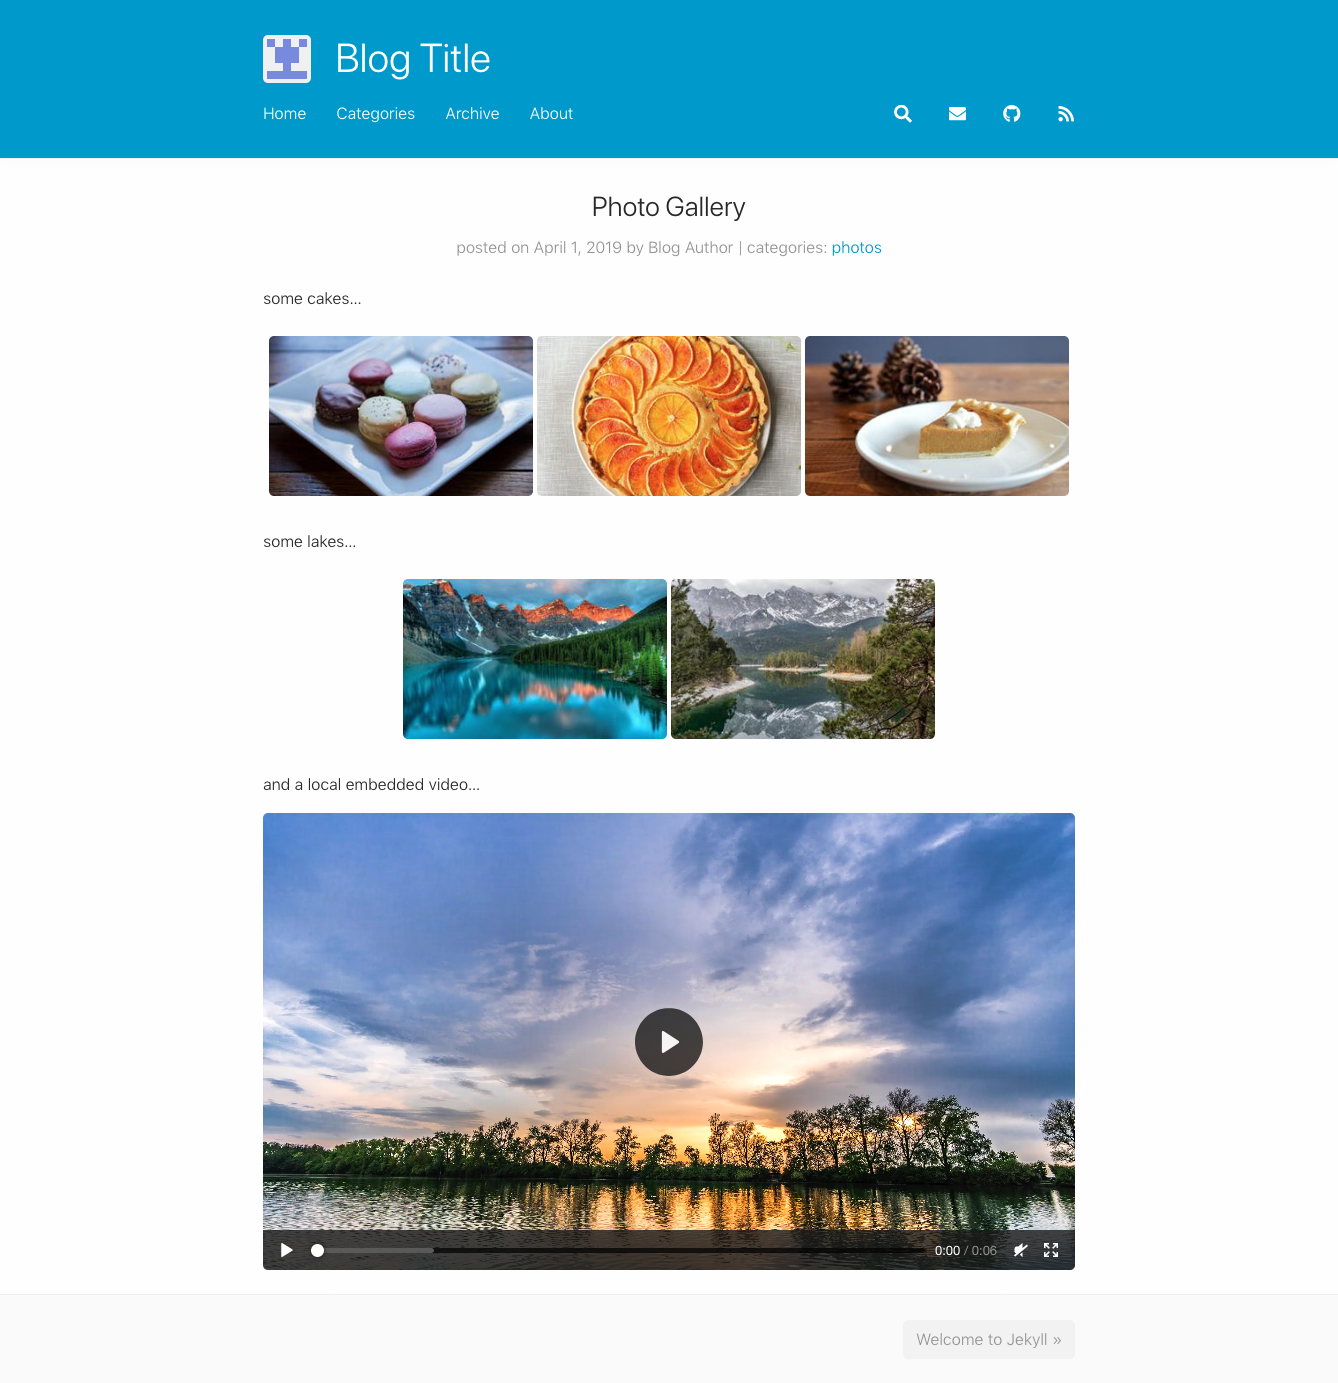 Blog Title
Home Categories Archive About
Photo Gallery
posted on April 1, 2019 by Blog Author | categories: photos
some cakes...
some lakes...
and a local embedded video...
0:00 / 0:06
Welcome to Jekyll »